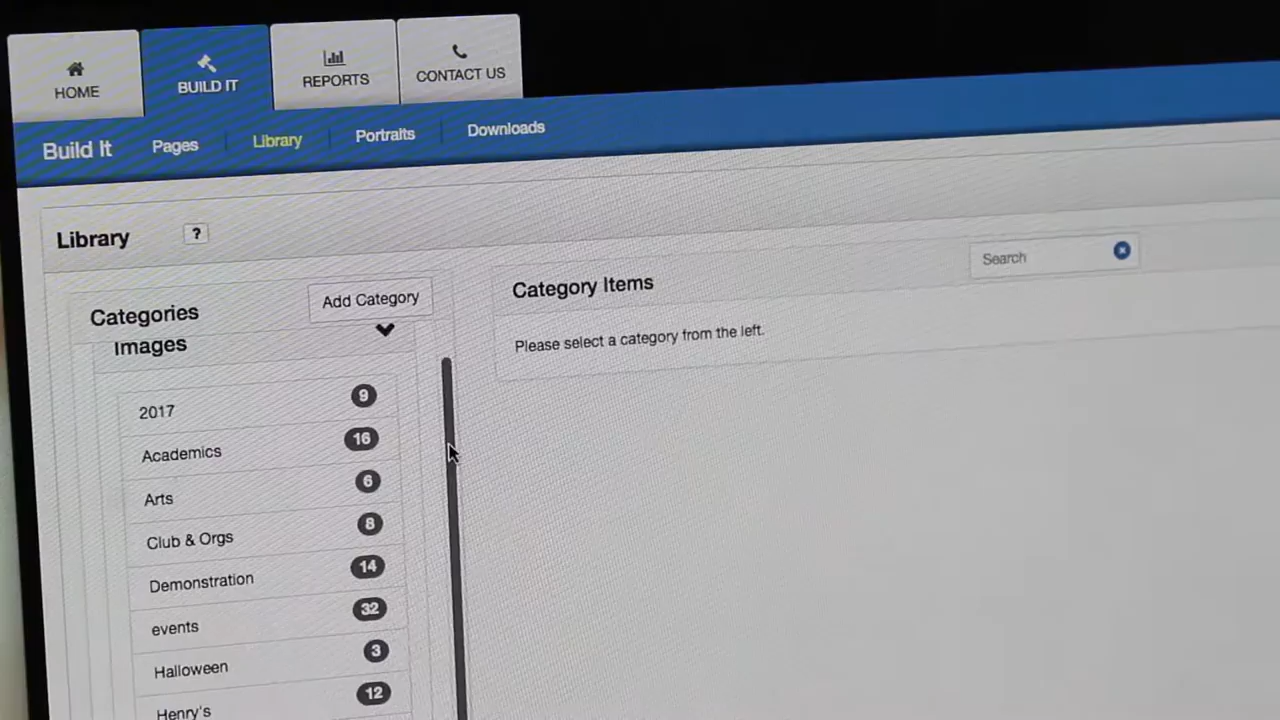 HOME
BUILD IT
REPORTS
CONTACT US
Build It
Pages
Library
Portraits
Downloads
Library
?
Categories
Add Category
Images
2017
9
Academics
16
Arts
6
Club & Orgs
8
Demonstration
14
events
32
Halloween
3
Henry's
12
Category Items
Search
Please select a category from the left.